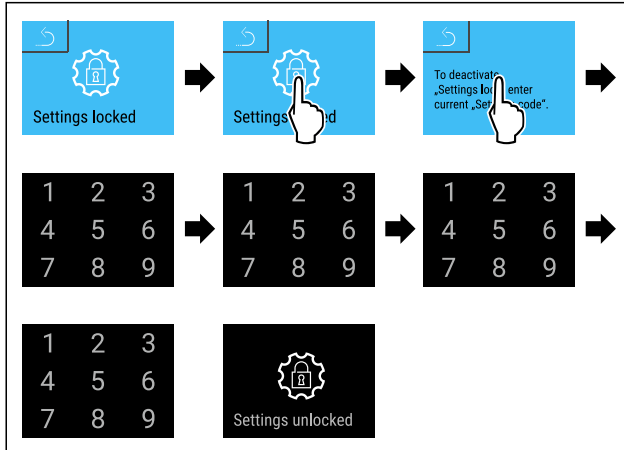 Settings locked
Settings d
To deactivate
„Settings lo enter
current „Set code“.
1 2 3
4 5 6
7 8 9
1 2 3
4 5 6
7 8 9
1 2 3
4 5 6
7 8 9
1 2 3
4 5 6
7 8 9
Settings unlocked